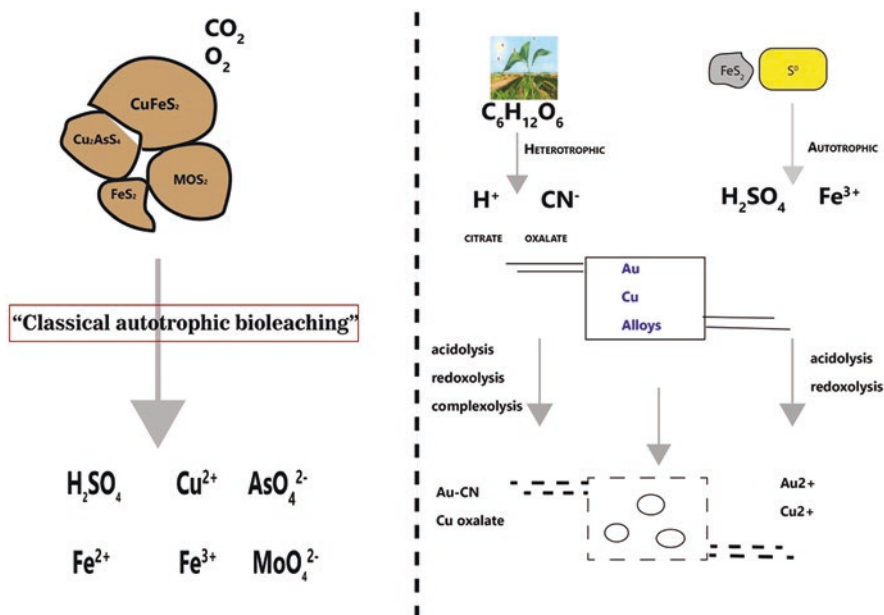 CO₂
O₂
CuFeS₂
Cu₂AsS₄
MOS₂
FeS₂
“Classical autotrophic bioleaching”
H₂SO₄ Cu²⁺ AsO₄²⁻
Fe²⁺ Fe³⁺ MoO₄²⁻
C₆H₁₂O₆
HETEROTROPHIC
H⁺ CN⁻
CITRATE OXALATE
FeS₂ S⁰
AUTOTROPHIC
H₂SO₄ Fe³⁺
Au
Cu
Alloys
acidolysis
redoxolysis
complexolysis
acidolysis
redoxolysis
Au-CN
Cu oxalate
Au2+
Cu2+